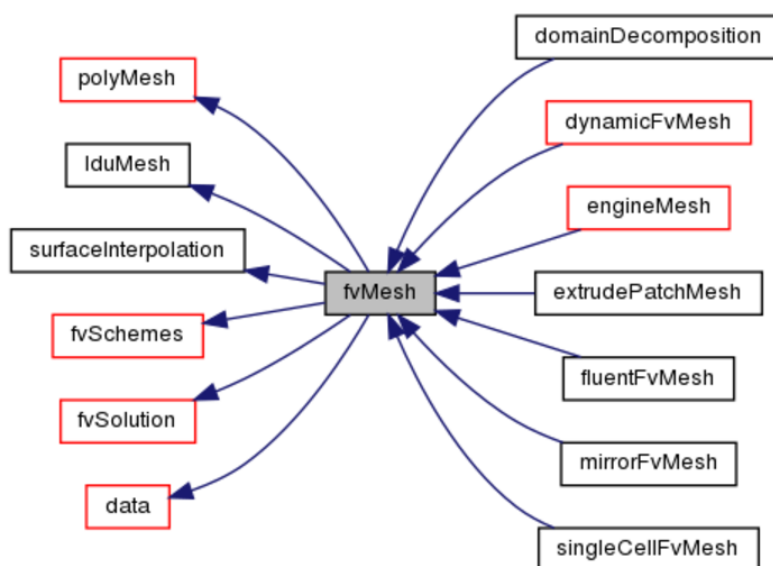 polyMesh
lduMesh
surfaceInterpolation
fvSchemes
fvSolution
data
fvMesh
domainDecomposition
dynamicFvMesh
engineMesh
extrudePatchMesh
fluentFvMesh
mirrorFvMesh
singleCellFvMesh